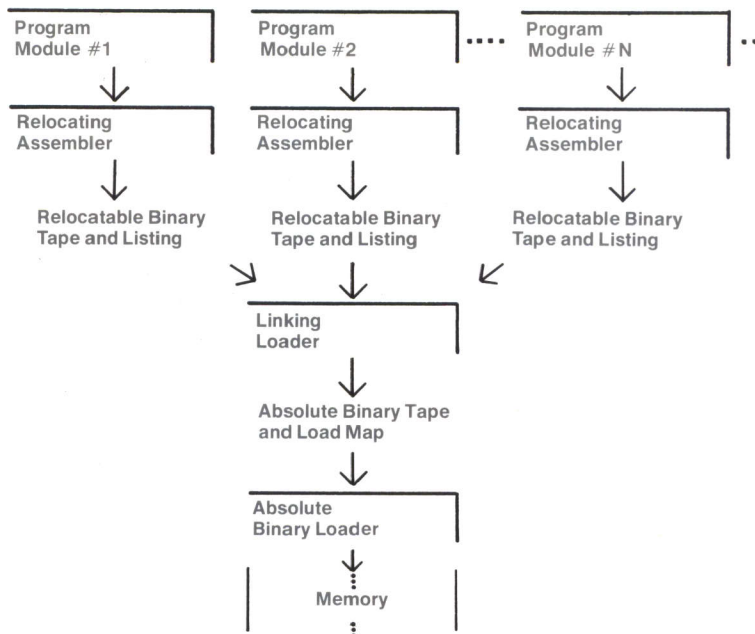 Program
Module #1
Program
Module #2
Program
Module #N
Relocating
Assembler
Relocating
Assembler
Relocating
Assembler
Relocatable Binary
Tape and Listing
Relocatable Binary
Tape and Listing
Relocatable Binary
Tape and Listing
Linking
Loader
Absolute Binary Tape
and Load Map
Absolute
Binary Loader
Memory